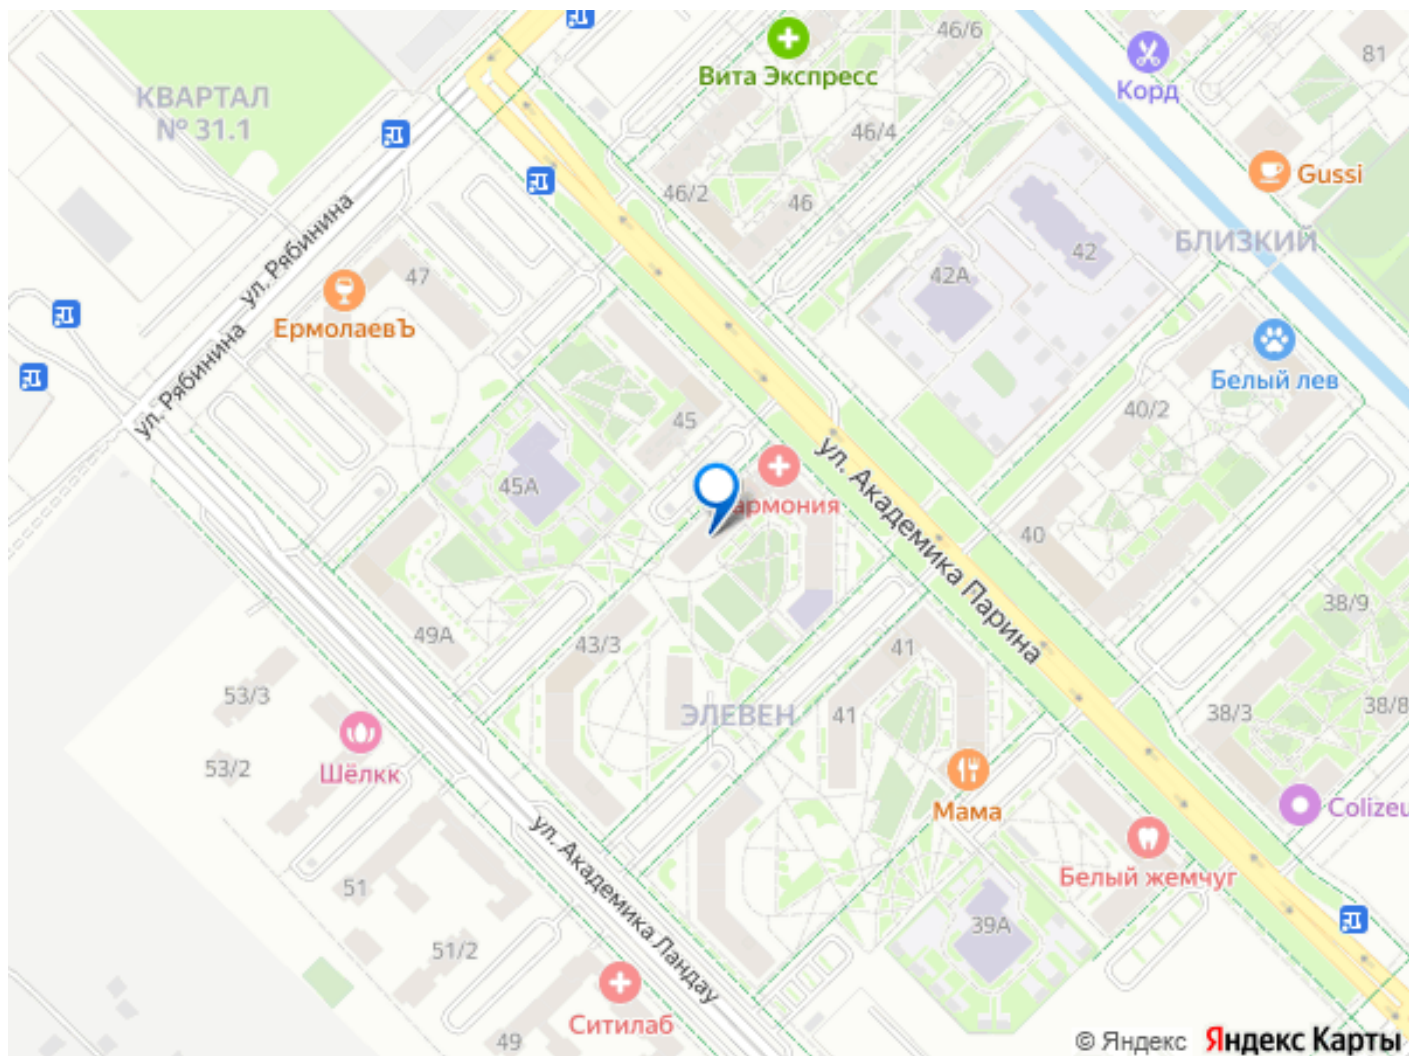 46/6
81
Вита Экспресс
Корд
КВАРТАЛ
№ 31.1
46/4
Gussi
46/2
46
ул. Рябинина
БЛИЗКИЙ
42
42А
47
ЕрмолаевЪ
ул. Рябинина
Белый лев
40/2
45
ул. Академика Парина
45А
армония
40
38/9
49А
43/3
41
53/3
ЭЛЕВЕН
41
38/3
38/8
53/2
Шёлкк
Мама
Colizeu
ул. Академика Ландау
Белый жемчуг
51
39А
51/2
Ситилаб
49
© Яндекс Яндекс Карты